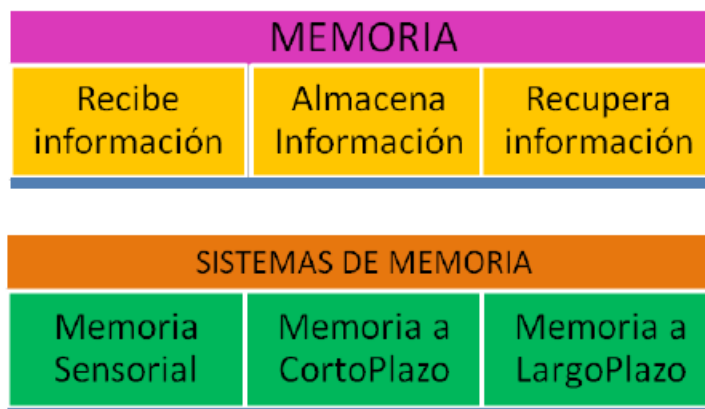 MEMORIA
Recibe
información
Almacena
Información
Recupera
información
SISTEMAS DE MEMORIA
Memoria
Sensorial
Memoria a
CortoPlazo
Memoria a
LargoPlazo